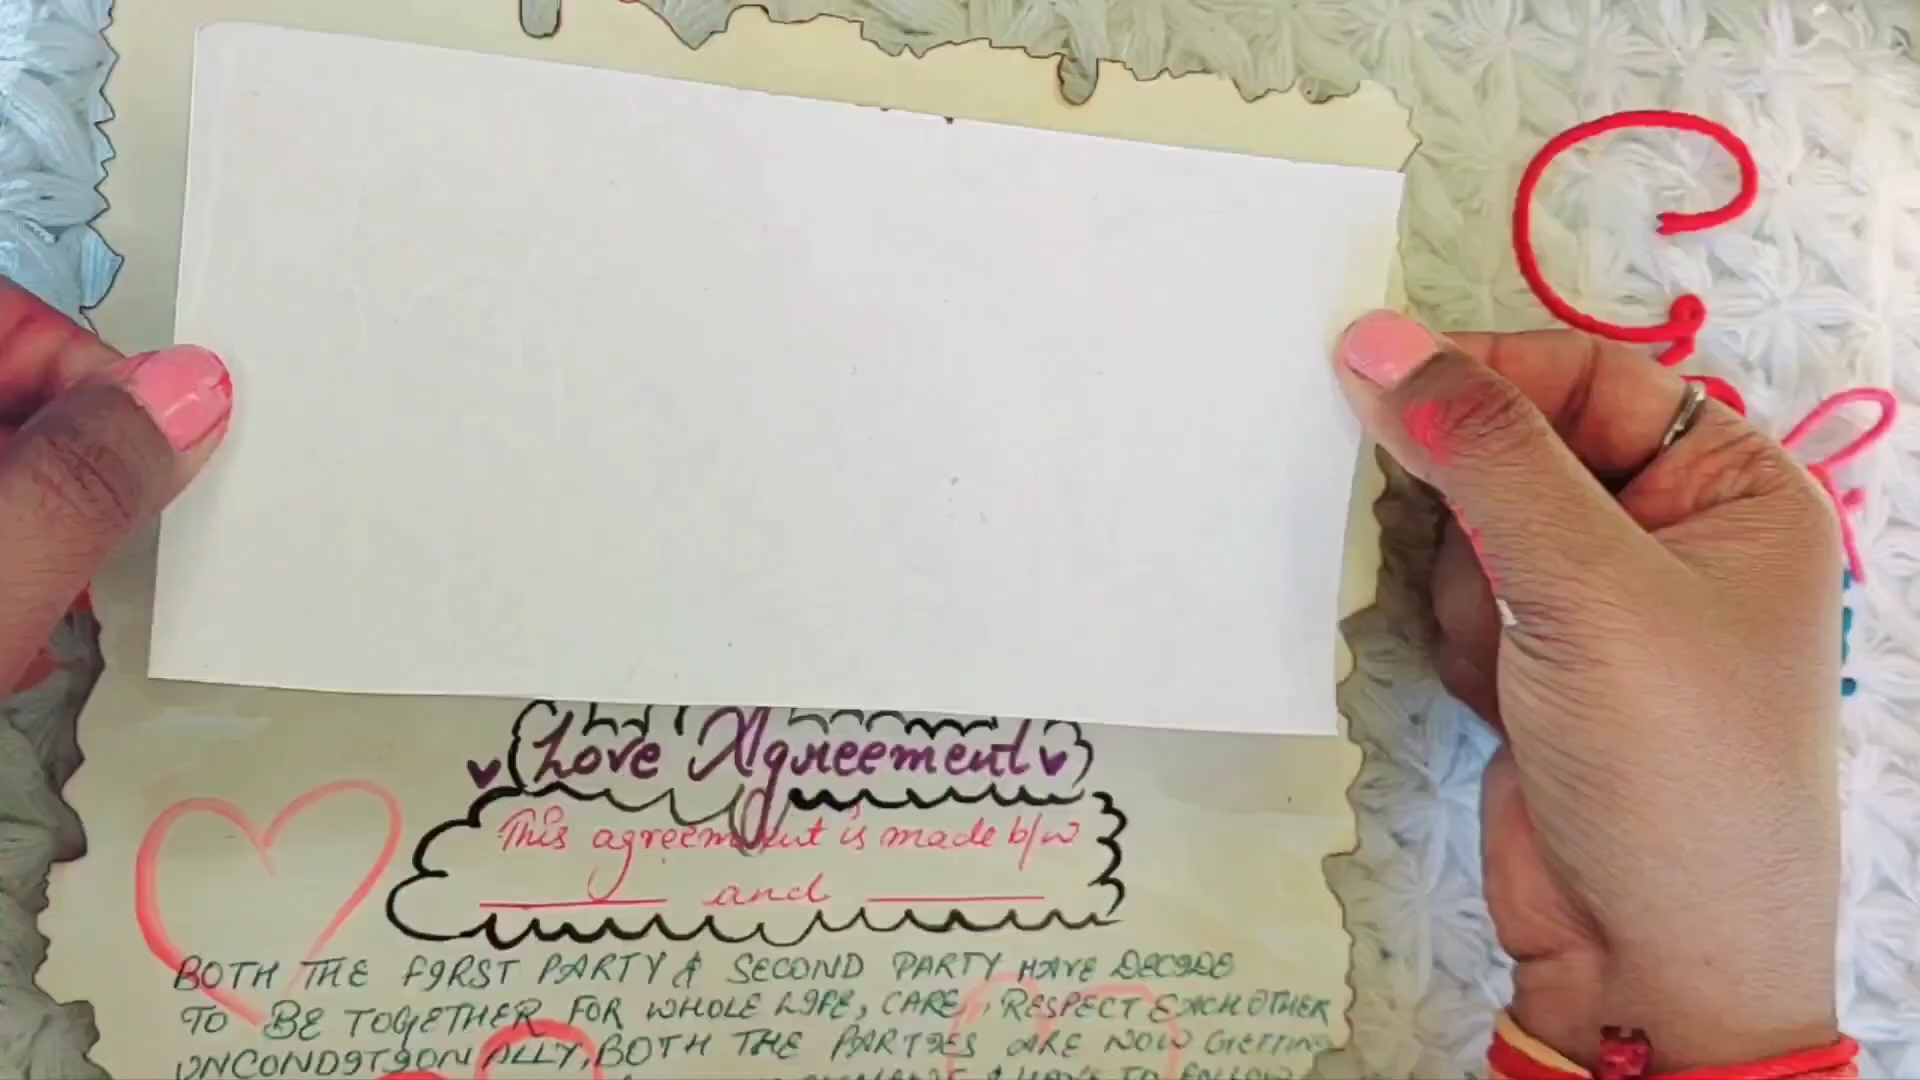 Love Agreement
This agreement is made b/w
and
BOTH THE FIRST PARTY & SECOND PARTY HAVE DECIDE
TO BE TOGETHER FOR WHOLE LIFE, CARE, RESPECT EACH OTHER
UNCONDITIONALLY, BOTH THE PARTIES ARE NOW GETTING